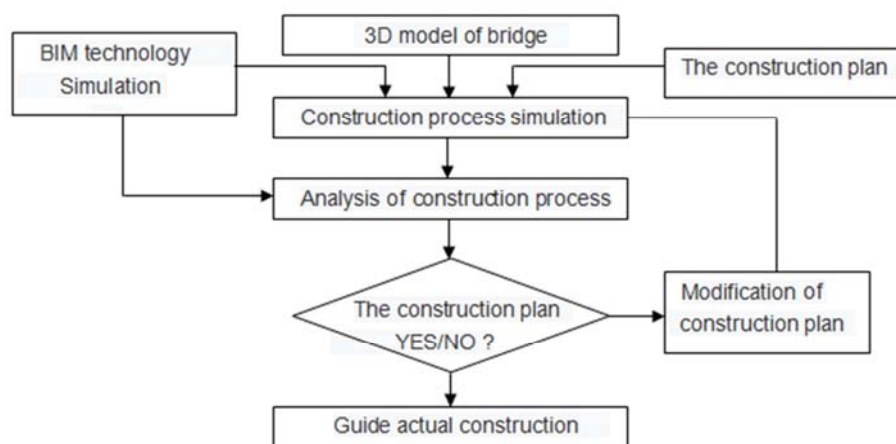 3D model of bridge
BIM technology
Simulation
The construction plan
Construction process simulation
Analysis of construction process
The construction plan
YES/NO ?
Modification of
construction plan
Guide actual construction